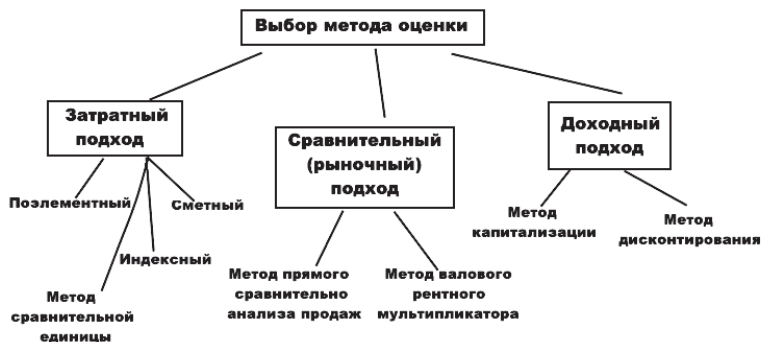 Выбор метода оценки
Затратный
подход
Сравнительный
(рыночный)
подход
Доходный
подход
Поэлементный
Сметный
Индексный
Метод
сравнительной
единицы
Метод прямого
сравнительно
анализа продаж
Метод валового
рентного
мультипликатора
Метод
капитализации
Метод
дисконтирования